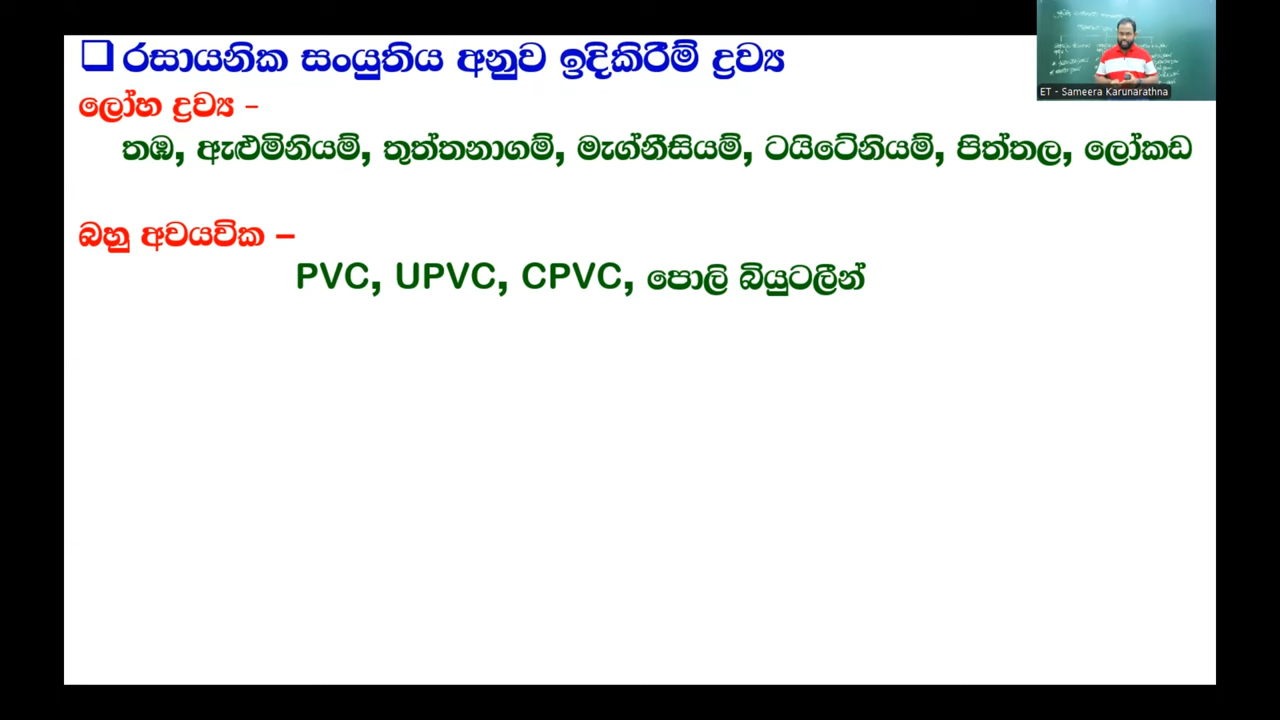 රසායනික සංයුතිය අනුව ඉදිකිරීම් ද්‍රව්‍ය
ලෝහ ද්‍රව්‍ය -
තඹ, ඇළුමිනියම්, තුත්තනාගම්, මැග්නීසියම්, ටයිටේනියම්, පිත්තල, ලෝකඩ
බහු අවයවික –
PVC, UPVC, CPVC, පොලි බියුටලීන්
ET - Sameera Karunarathna